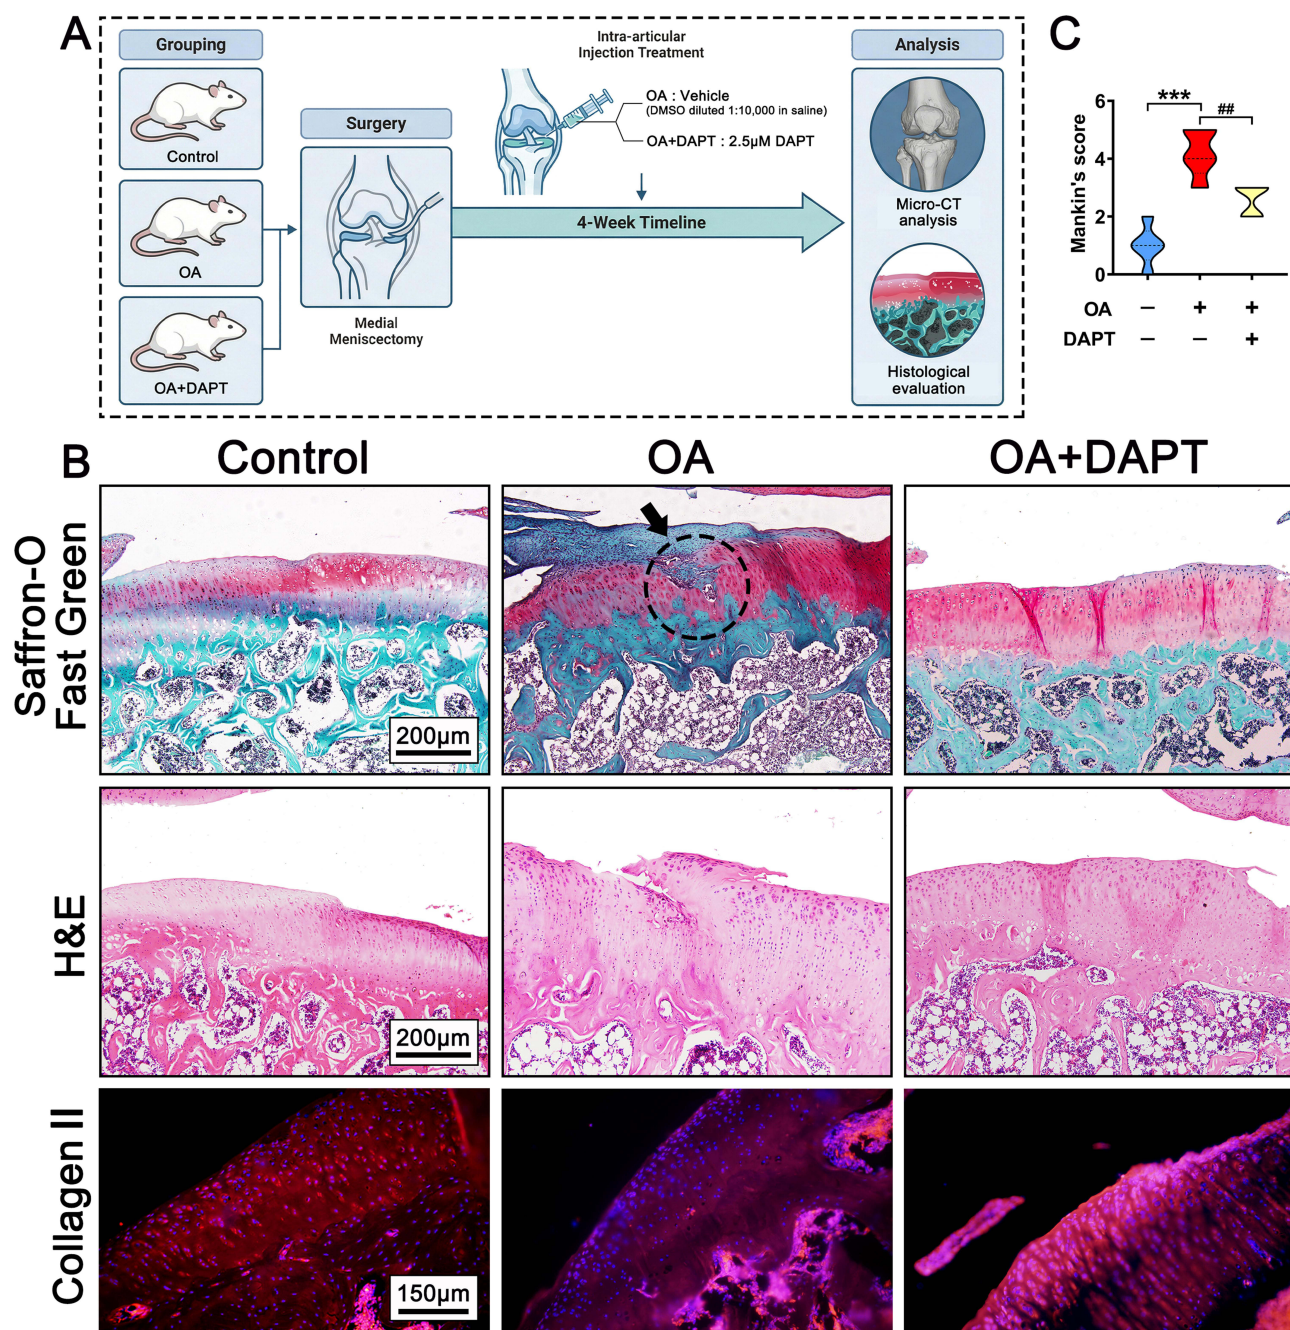 A
Grouping
Control
OA
OA+DAPT
Surgery
Medial
Meniscectomy
Intra-articular
Injection Treatment
OA : Vehicle
(DMSO diluted 1:10,000 in saline)
OA+DAPT : 2.5μM DAPT
4-Week Timeline
Analysis
Micro-CT
analysis
Histological
evaluation
C
Mankin's score
6
4
2
0
***
##
OA − + +
DAPT − − +
B
Control OA OA+DAPT
Saffron-O
Fast Green
200μm
H&E
200μm
Collagen II
150μm